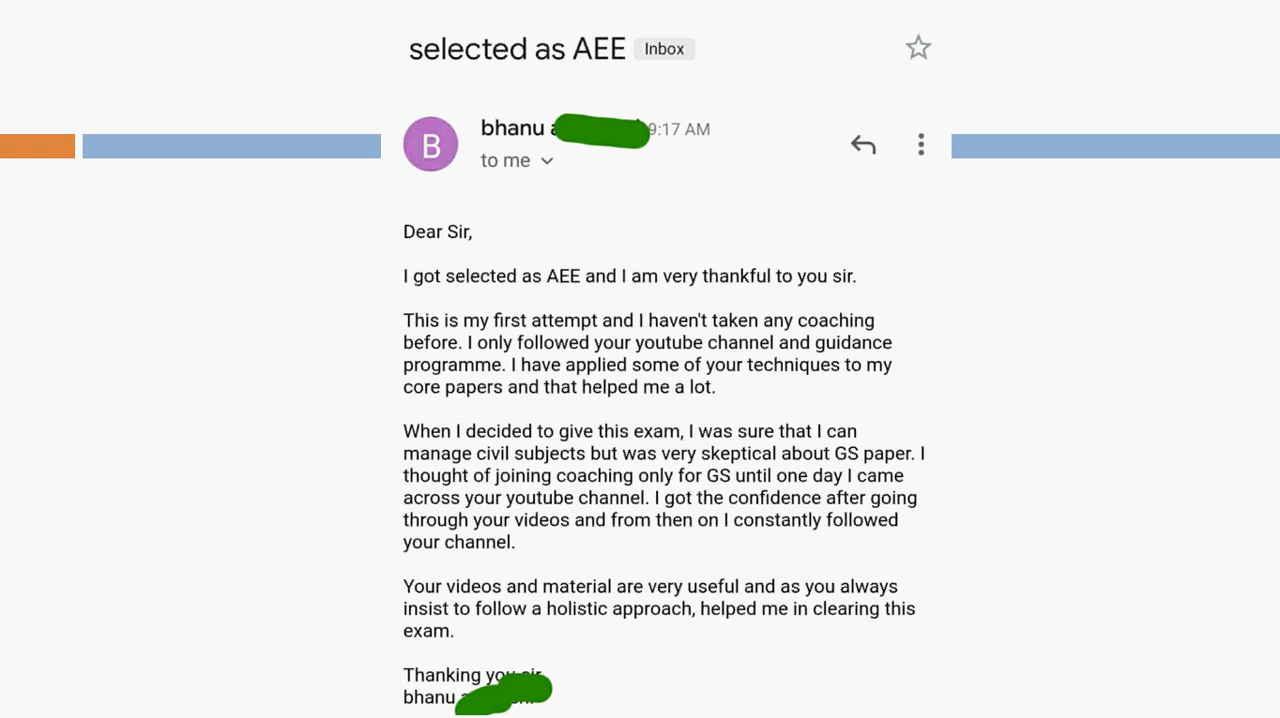 selected as AEE Inbox
B
bhanu 9:17 AM
to me
Dear Sir,
I got selected as AEE and I am very thankful to you sir.
This is my first attempt and I haven't taken any coaching
before. I only followed your youtube channel and guidance
programme. I have applied some of your techniques to my
core papers and that helped me a lot.
When I decided to give this exam, I was sure that I can
manage civil subjects but was very skeptical about GS paper. I
thought of joining coaching only for GS until one day I came
across your youtube channel. I got the confidence after going
through your videos and from then on I constantly followed
your channel.
Your videos and material are very useful and as you always
insist to follow a holistic approach, helped me in clearing this
exam.
Thanking you sir
bhanu